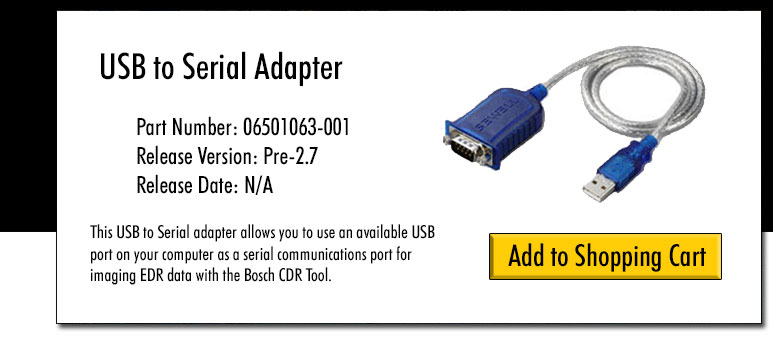 USB to Serial Adapter
Part Number: 06501063-001
Release Version: Pre-2.7
Release Date: N/A
This USB to Serial adapter allows you to use an available USB
port on your computer as a serial communications port for
imaging EDR data with the Bosch CDR Tool.
SEWELL
Add to Shopping Cart